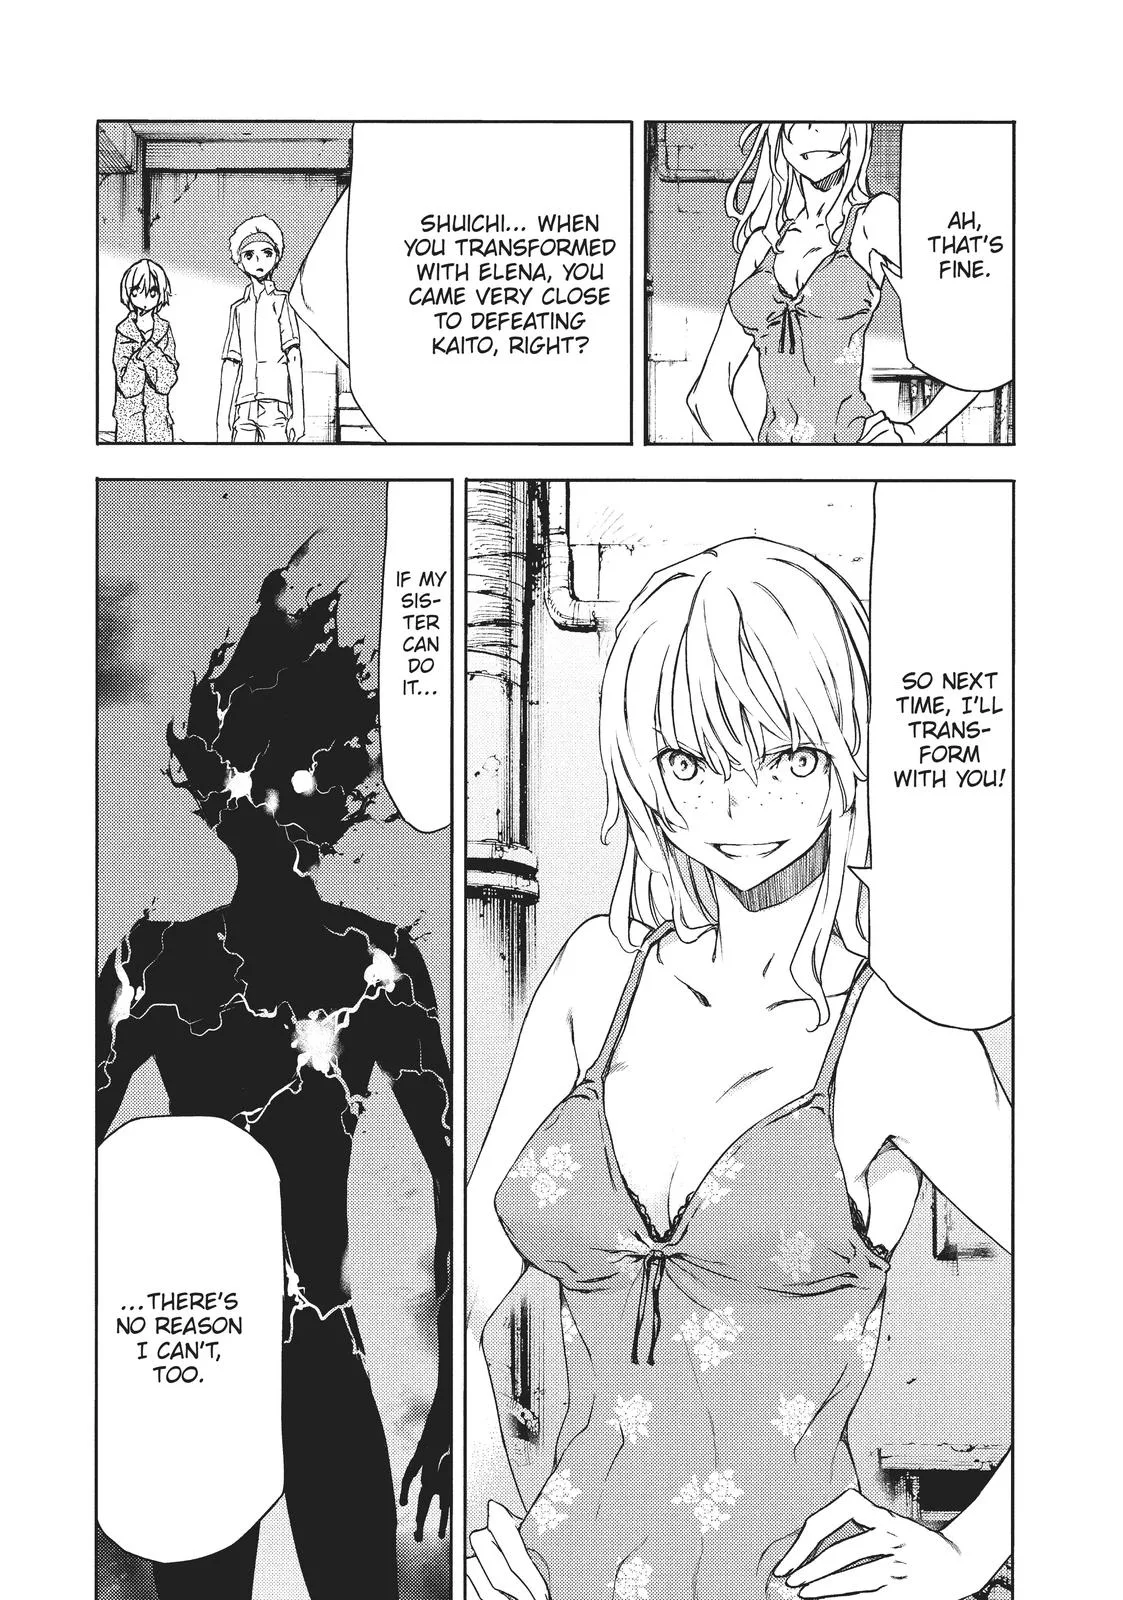 AH,
THAT'S
FINE.
SHUICHI... WHEN
YOU TRANSFORMED
WITH ELENA, YOU
CAME VERY CLOSE
TO DEFEATING
KAITO, RIGHT?
SO NEXT
TIME, I'LL
TRANS-
FORM
WITH YOU!
IF MY
SIS-
TER
CAN
DO
IT...
...THERE'S
NO REASON
I CAN'T,
TOO.